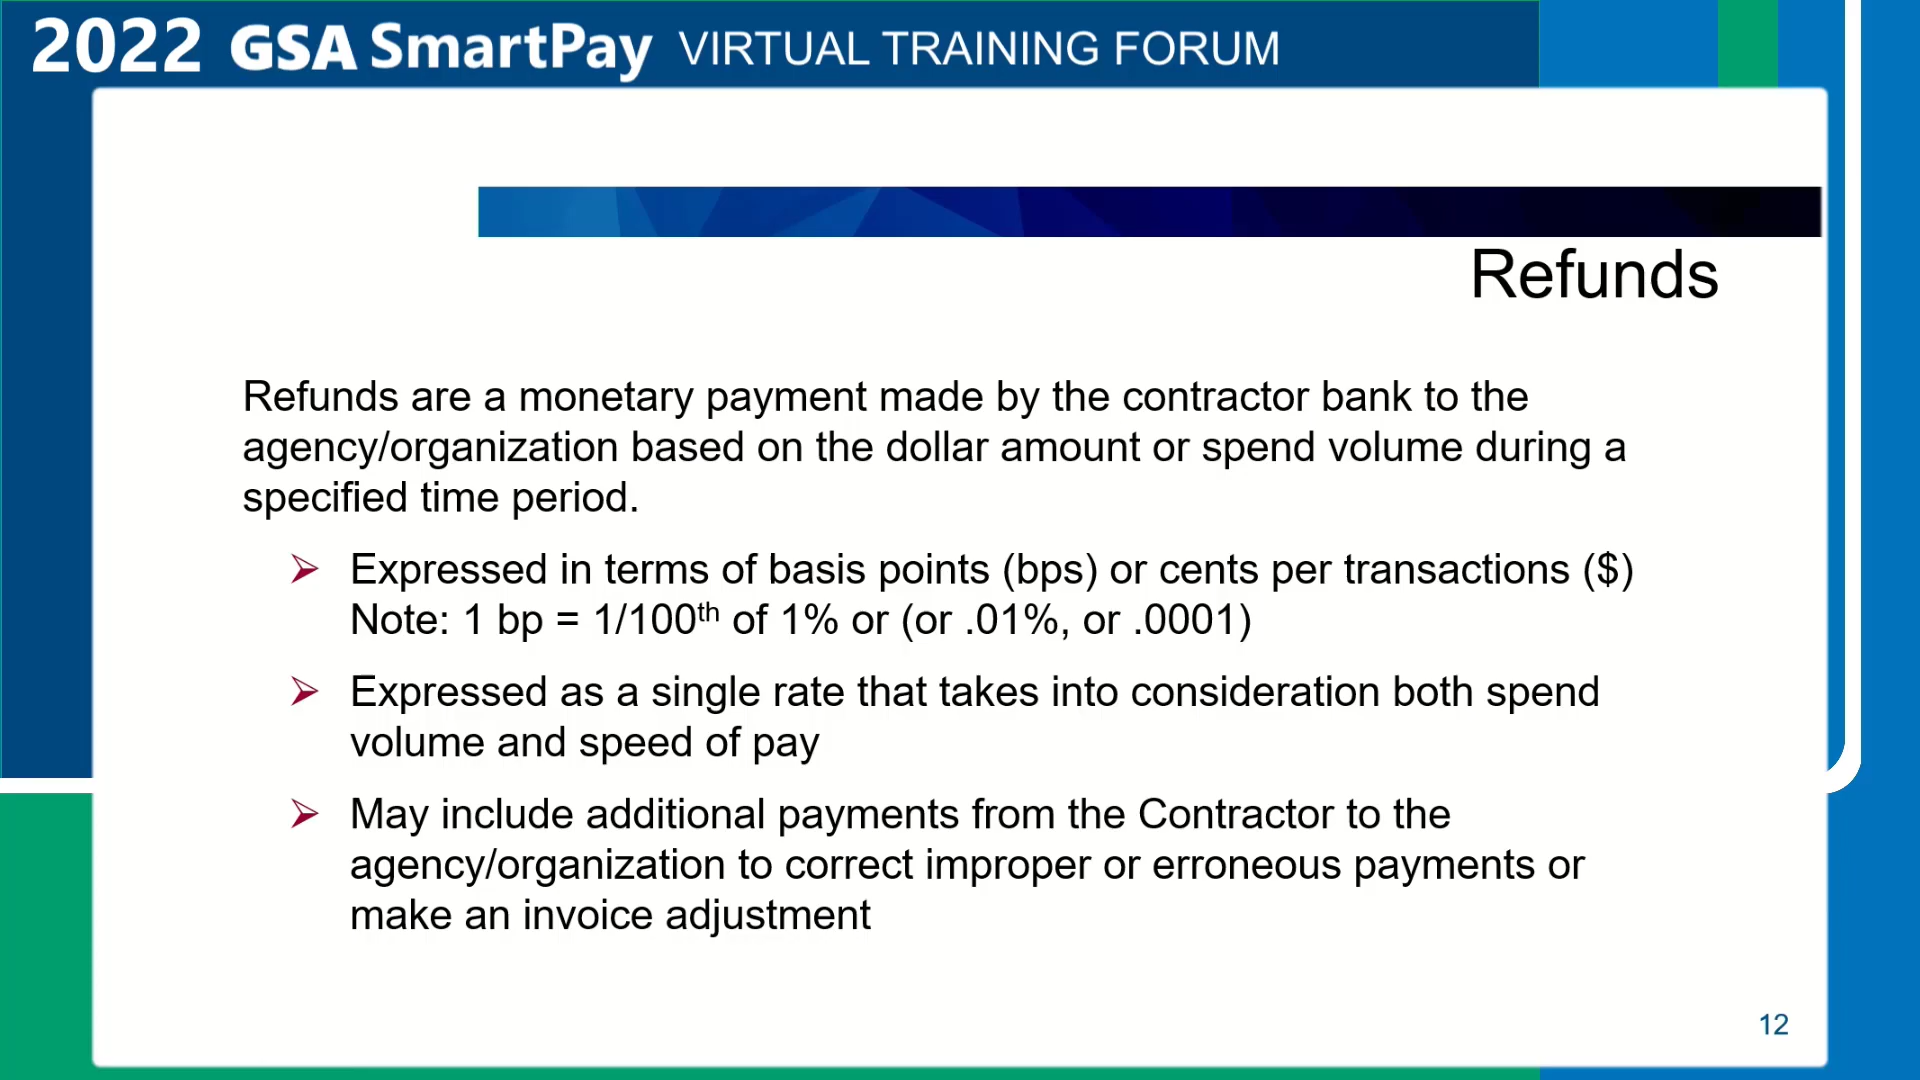 2022 GSA SmartPay VIRTUAL TRAINING FORUM
Refunds
Refunds are a monetary payment made by the contractor bank to the
agency/organization based on the dollar amount or spend volume during a
specified time period.
➢ Expressed in terms of basis points (bps) or cents per transactions ($)
Note: 1 bp = 1/100th of 1% or (or .01%, or .0001)
➢ Expressed as a single rate that takes into consideration both spend
volume and speed of pay
➢ May include additional payments from the Contractor to the
agency/organization to correct improper or erroneous payments or
make an invoice adjustment
12